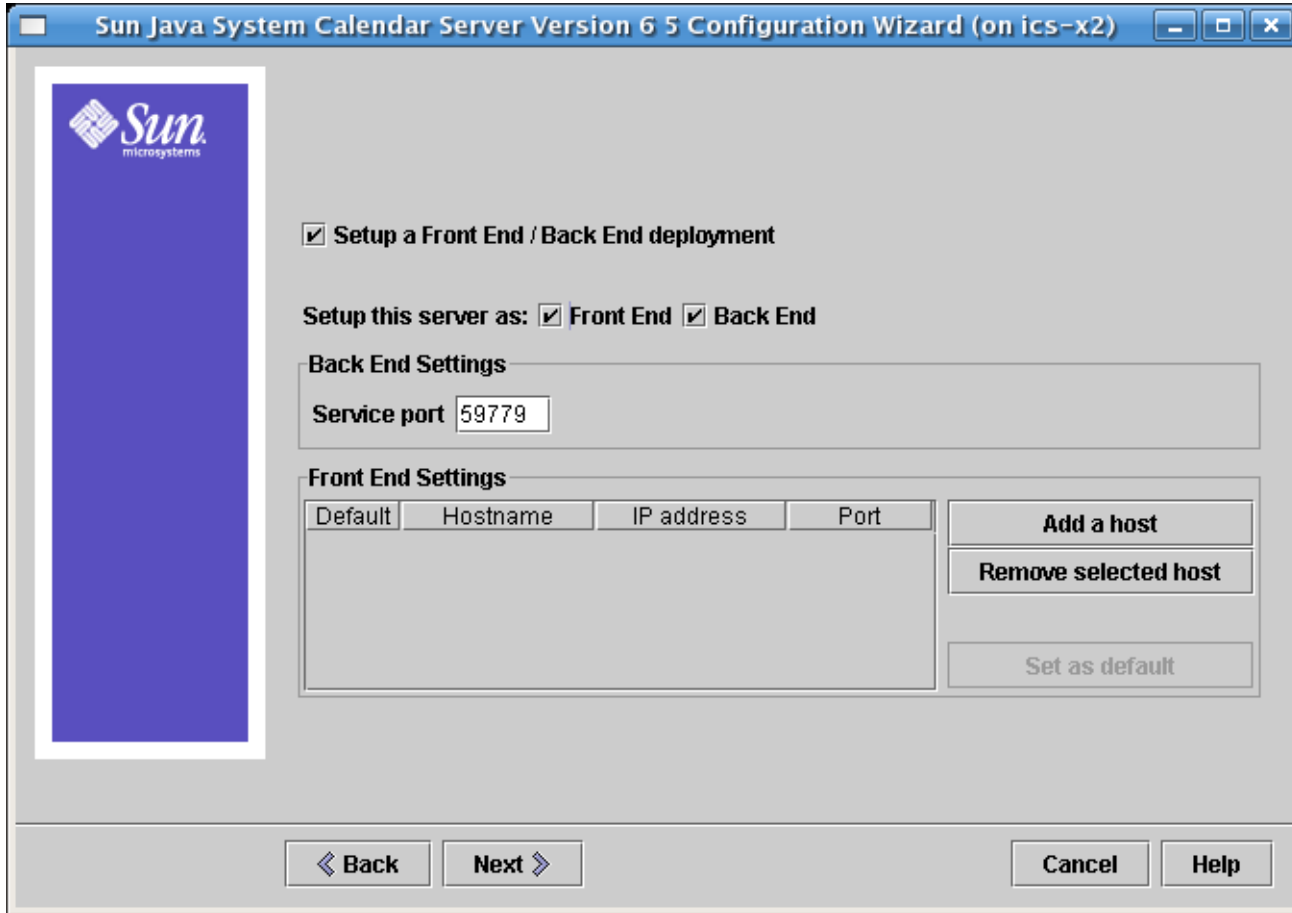 Sun Java System Calendar Server Version 6 5 Configuration Wizard (on ics-x2)
Sun
microsystems
Setup a Front End / Back End deployment
Setup this server as: Front End Back End
Back End Settings
Service port 59779
Front End Settings
Default Hostname IP address Port
Add a host
Remove selected host
Set as default
Back Next Cancel Help